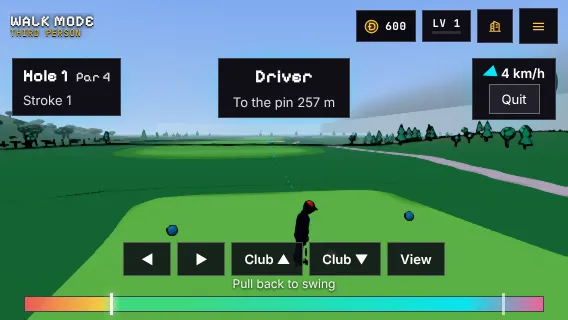 WALK MODE
THIRD PERSON
600
LV 1
Hole 1 Par 4
Stroke 1
Driver
To the pin 257 m
4 km/h
Quit
◀ ▶ Club ▲ Club ▼ View
Pull back to swing